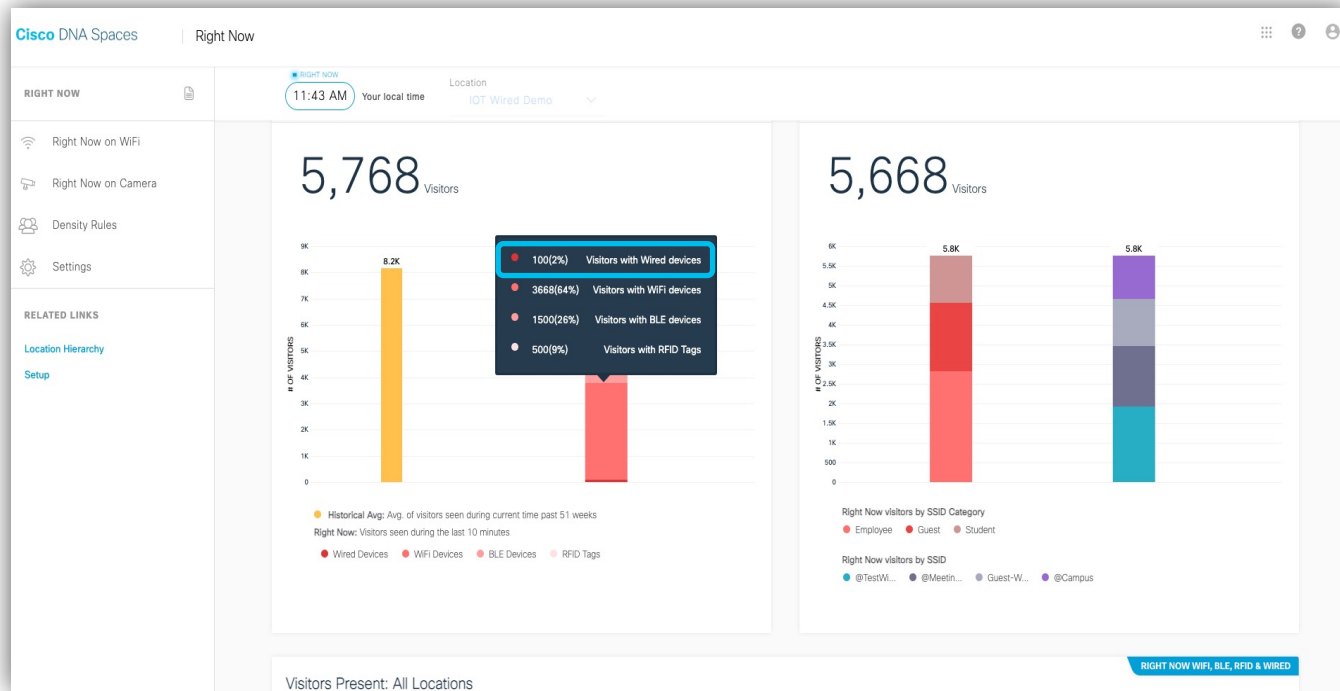 Cisco DNA Spaces
Right Now
RIGHT NOW
Right Now on WiFi
Right Now on Camera
Density Rules
Settings
RELATED LINKS
Location Hierarchy
Setup
RIGHT NOW
11:43 AM
Your local time
Location
IOT Wired Demo
5,768 Visitors
# OF VISITORS
9K
8K
7K
6K
5K
4K
3K
2K
1K
0
8.2K
100(2%) Visitors with Wired devices
3668(64%) Visitors with WiFi devices
1500(26%) Visitors with BLE devices
500(9%) Visitors with RFID Tags
Historical Avg: Avg. of visitors seen during current time past 51 weeks
Right Now: Visitors seen during the last 10 minutes
Wired Devices WiFi Devices BLE Devices RFID Tags
5,668 Visitors
# OF VISITORS
6K
5.5K
5K
4.5K
4K
3.5K
3K
2.5K
2K
1.5K
1K
500
0
5.8K
5.8K
Right Now visitors by SSID Category
Employee Guest Student
Right Now visitors by SSID
@TestWi... @Meetin... Guest-W... @Campus
RIGHT NOW WIFI, BLE, RFID & WIRED
Visitors Present: All Locations